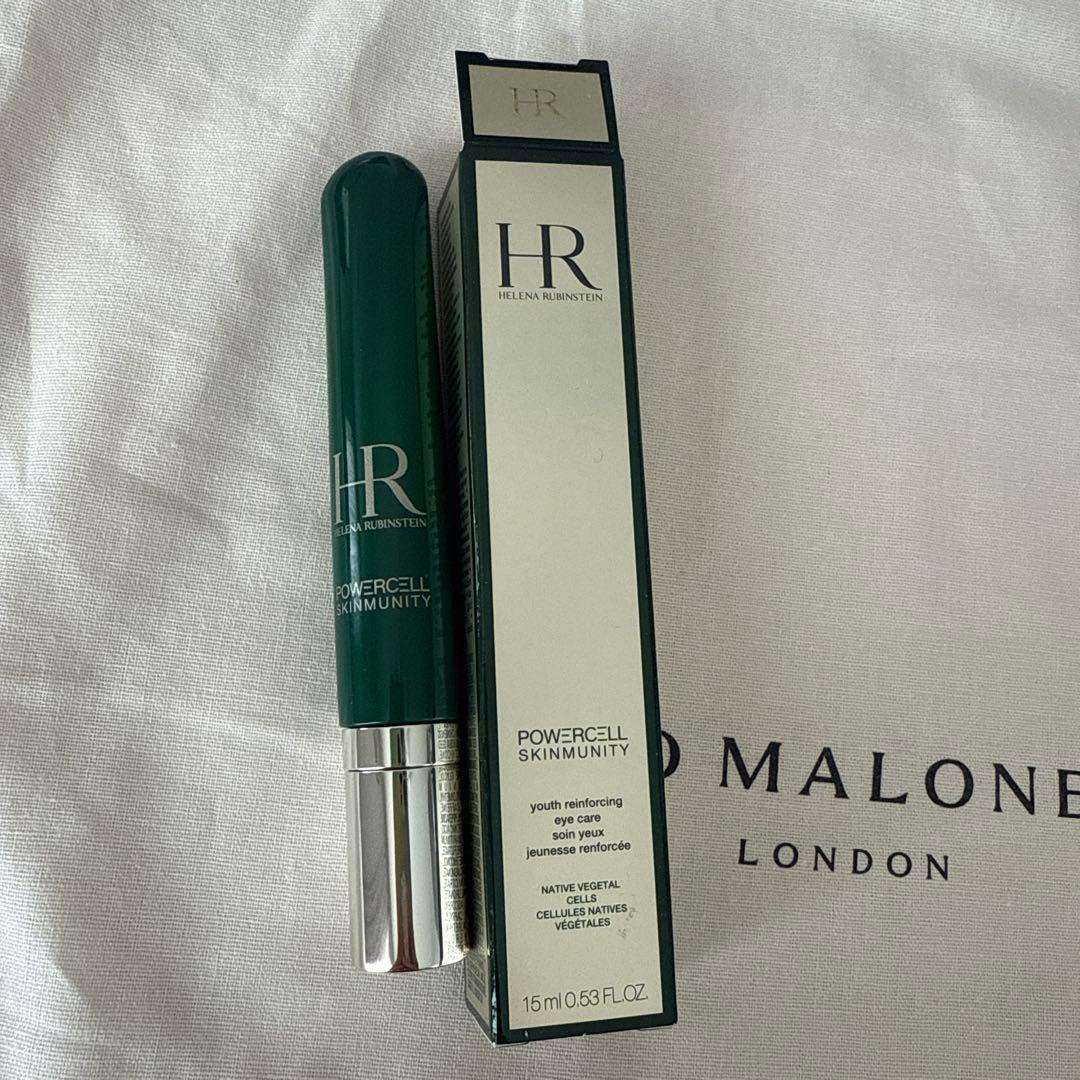 HR
HR
HELENA RUBINSTEIN
POWERCELL
SKINMUNITY
youth reinforcing
eye care
soin yeux
jeunesse renforcée
NATIVE VEGETAL
CELLS
CELLULES NATIVES
VÉGÉTALES
15 ml 0.53 FL.OZ.
HR
HELENA RUBINSTEIN
POWERCELL
SKINMUNITY
MALONE
LONDON